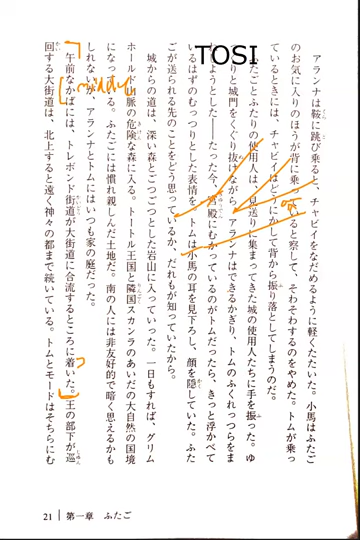 TOSI
アランナは鞍に跳び乗ると、チャビイをなだめるように軽くたたいた。小馬はふたご
のお気に入りのほうが背に乗っていると察して、そわそわするのをやめた。トムが乗っ
ているときには、チャビイはどうにかして背から振り落としてしまうのだ。
ふたごとふたりの使用人は、見送りに集まってきた城の使用人たちに手を振った。ゆ
っくりと城門をくぐり抜けながら、アランナはできるかぎり、トムのふくれっつらをま
ねようとした——たった今、宮殿にむかっているのがトムだったら、きっと浮かべて
いるはずのむっつりとした表情を。トムは小馬の耳を見下ろし、顔を隠していた。ふた
ごが送られる先のことをどう思っているか、だれもが知っていたから。
城からの道は、深い森とごつごつとした岩山に入っていった。一日もすれば、グリム
ホールド山脈の危険な森に入る。トートル王国と隣国スカンラのあいだの大自然の国境
になってる。ふたごには慣れ親しんだ土地だ。南の人には非友好的で暗く思えるかも
しれないが、アランナとトムにはいつも家の庭だった。
午前なかばには、トレボンド街道が大街道に合流するところに着いた。王の部下が巡
回する大街道は、北上すると遠く神々の都まで続いている。トムとモードはそちらにむ
21 第一章 ふたご